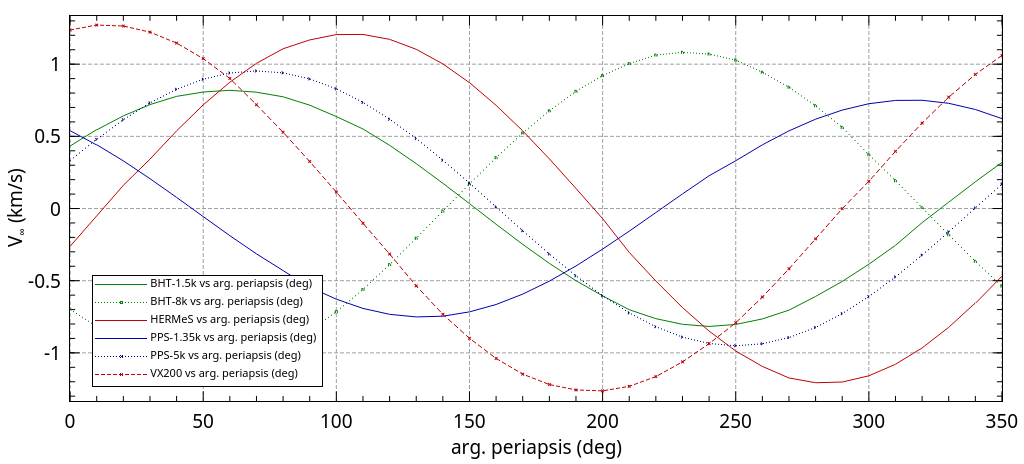 1
0.5
0
-0.5
-1
V∞ (km/s)
BHT-1.5k vs arg. periapsis (deg)
BHT-8k vs arg. periapsis (deg)
HERMeS vs arg. periapsis (deg)
PPS-1.35k vs arg. periapsis (deg)
PPS-5k vs arg. periapsis (deg)
VX200 vs arg. periapsis (deg)
0 50 100 150 200 250 300 350
arg. periapsis (deg)